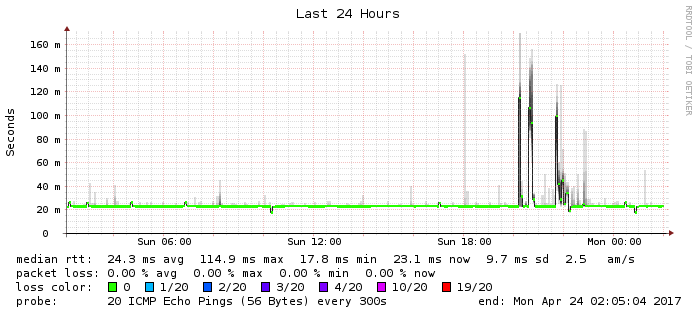 Last 24 Hours
RRDTOOL / TOBI OETIKER
Seconds
160 m
140 m
120 m
100 m
80 m
60 m
40 m
20 m
0
Sun 06:00 Sun 12:00 Sun 18:00 Mon 00:00
median rtt: 24.3 ms avg 114.9 ms max 17.8 ms min 23.1 ms now 9.7 ms sd 2.5 am/s
packet loss: 0.00 % avg 0.00 % max 0.00 % min 0.00 % now
loss color: 0 1/20 2/20 3/20 4/20 10/20 19/20
probe: 20 ICMP Echo Pings (56 Bytes) every 300s end: Mon Apr 24 02:05:04 2017